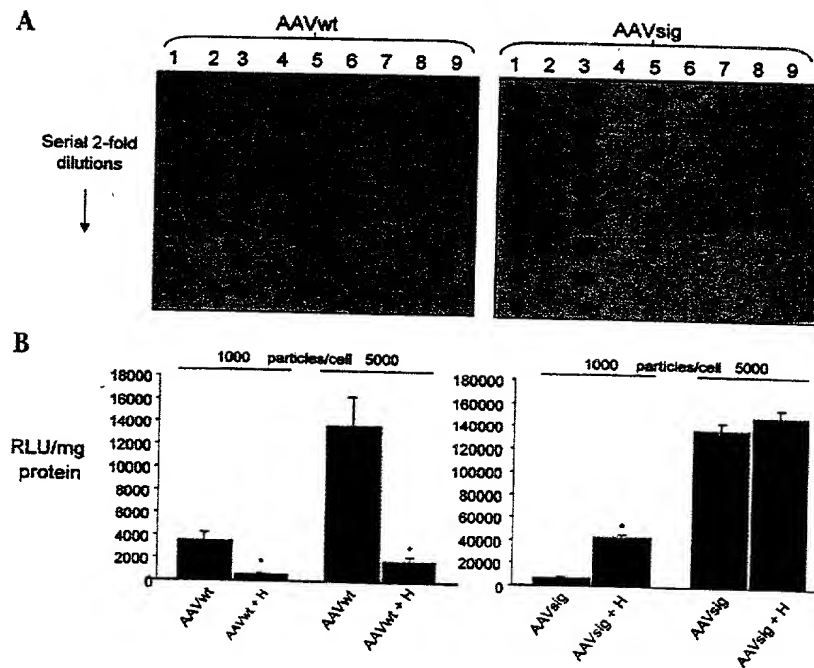 A
AAVwt
AAVsig
1 2 3 4 5 6 7 8 9
1 2 3 4 5 6 7 8 9
Serial 2-fold
dilutions
B
1000 particles/cell 5000
1000 particles/cell 5000
RLU/mg
protein
18000
16000
14000
12000
10000
8000
6000
4000
2000
0
AAVwt
AAVwt + H
*
AAVwt
AAVwt + H
*
180000
160000
140000
120000
100000
80000
60000
40000
20000
0
AAVsig
AAVsig + H
*
AAVsig
AAVsig + H